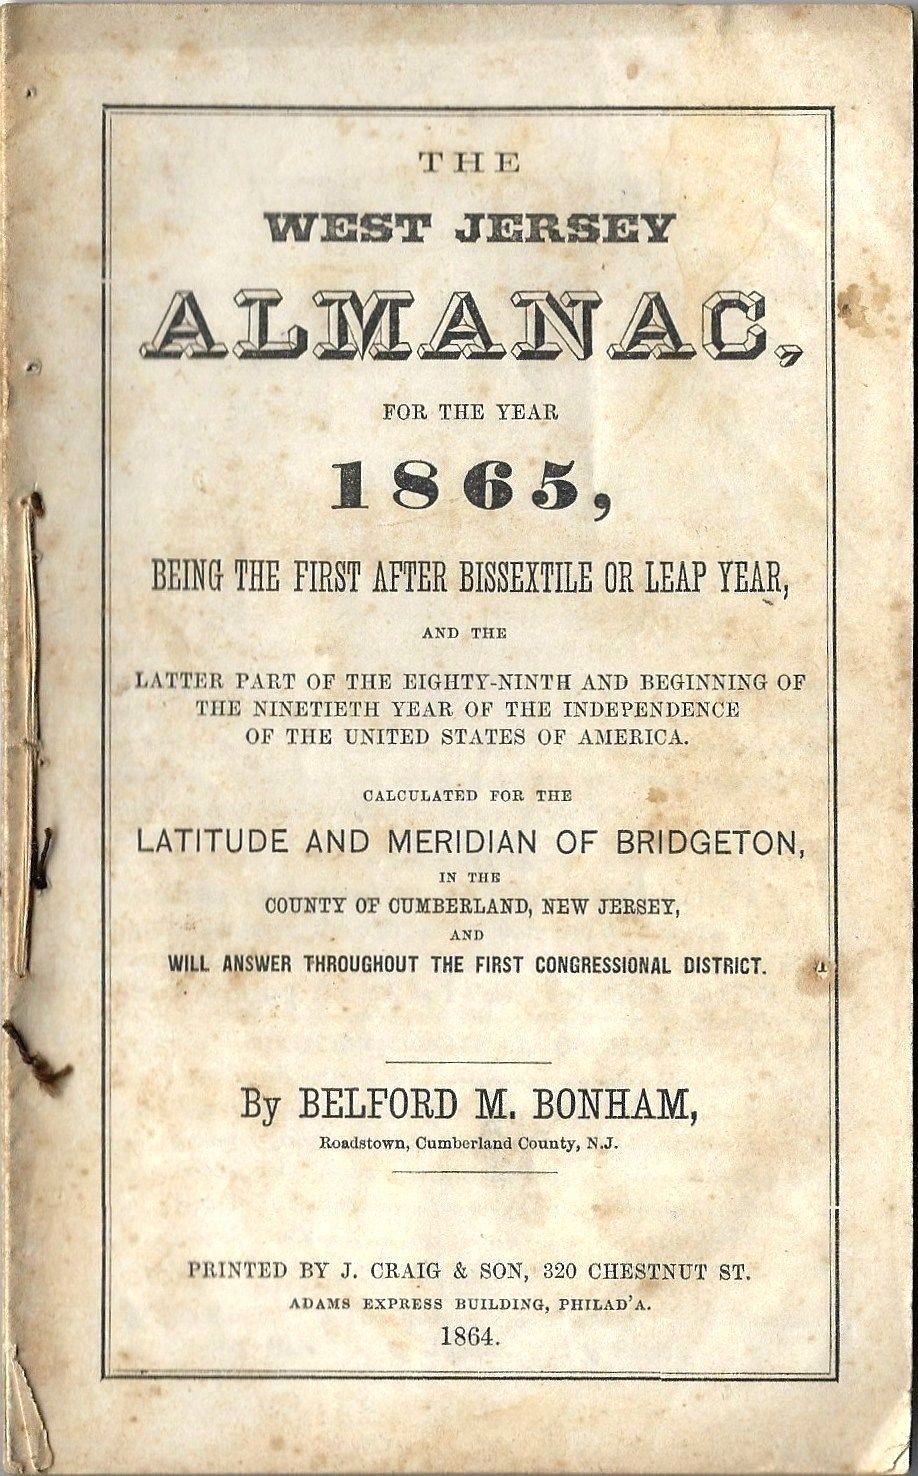 THE
WEST JERSEY
ALMANAC,
FOR THE YEAR
1865,
BEING THE FIRST AFTER BISSEXTILE OR LEAP YEAR,
AND THE
LATTER PART OF THE EIGHTY-NINTH AND BEGINNING OF
THE NINETIETH YEAR OF THE INDEPENDENCE
OF THE UNITED STATES OF AMERICA.
CALCULATED FOR THE
LATITUDE AND MERIDIAN OF BRIDGETON,
IN THE
COUNTY OF CUMBERLAND, NEW JERSEY,
AND
WILL ANSWER THROUGHOUT THE FIRST CONGRESSIONAL DISTRICT.
By BELFORD M. BONHAM,
Roadstown, Cumberland County, N.J.
PRINTED BY J. CRAIG & SON, 320 CHESTNUT ST.
ADAMS EXPRESS BUILDING, PHILAD'A.
1864.